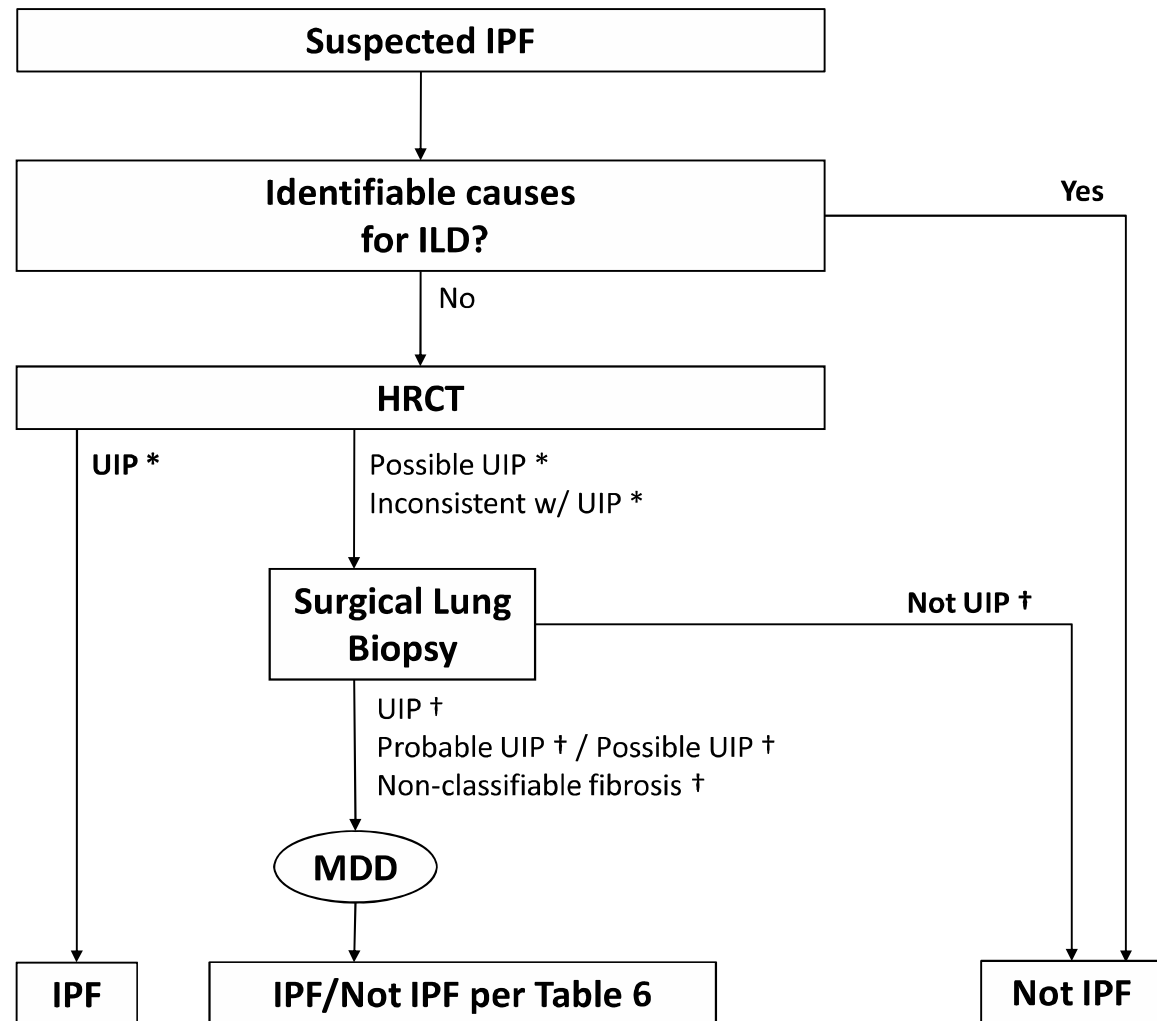 Suspected IPF
Identifiable causes
for ILD?
Yes
No
HRCT
UIP *
Possible UIP *
Inconsistent w/ UIP *
Surgical Lung
Biopsy
Not UIP †
UIP †
Probable UIP † / Possible UIP †
Non-classifiable fibrosis †
MDD
IPF
IPF/Not IPF per Table 6
Not IPF